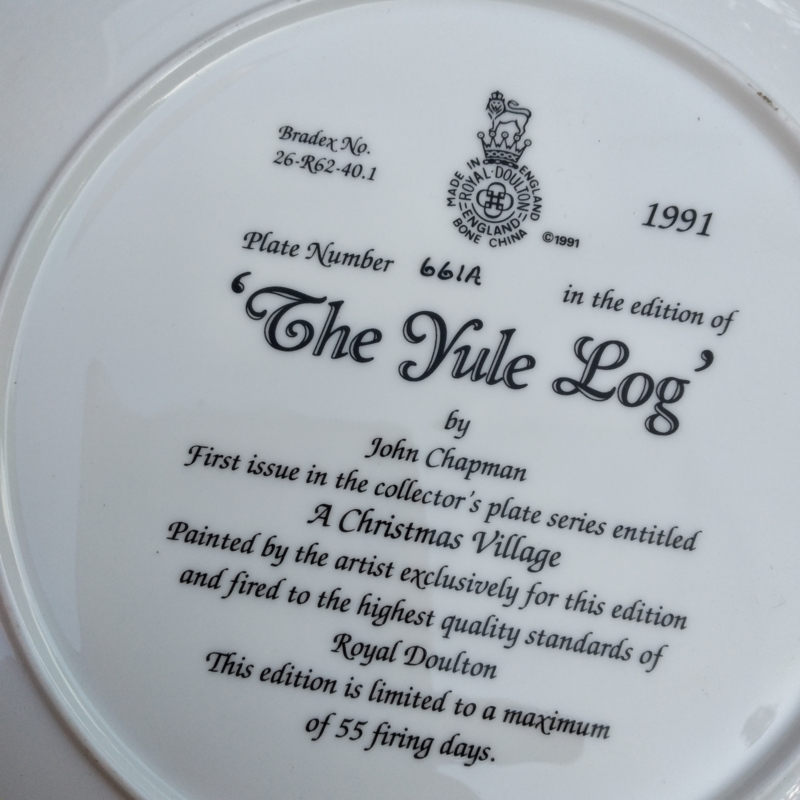 Bradex No.
26-R62-40.1
MADE IN ENGLAND
ROYAL·DOULTON
ENGLAND
BONE CHINA
©1991
1991
Plate Number 661A
in the edition of
‘The Yule Log’
by
John Chapman
First issue in the collector's plate series entitled
A Christmas Village
Painted by the artist exclusively for this edition
and fired to the highest quality standards of
Royal Doulton
This edition is limited to a maximum
of 55 firing days.